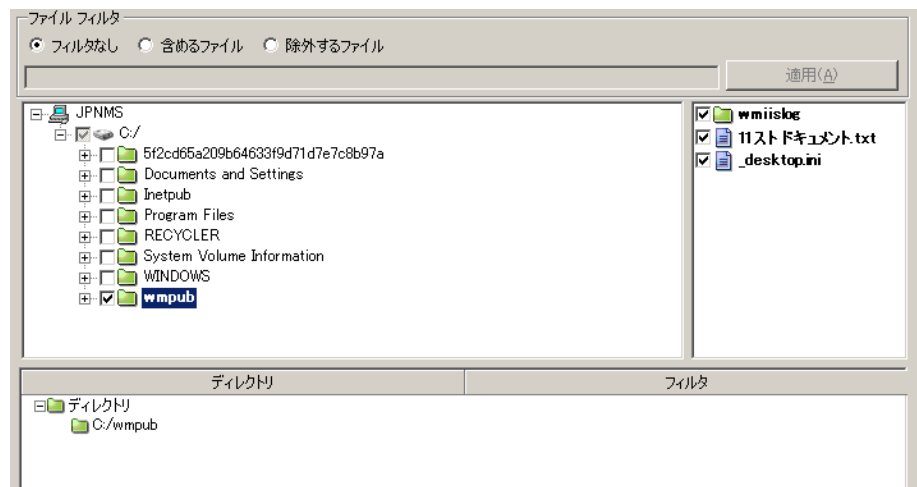 ファイル フィルタ
フィルタなし 含めるファイル 除外するファイル
適用(A)
JPNMS
C:/
5f2cd65a209b64633f9d71d7e7c8b97a
Documents and Settings
Inetpub
Program Files
RECYCLER
System Volume Information
WINDOWS
wmpub
wmiislog
11スト ドキュメント.txt
_desktop.ini
ディレクトリ フィルタ
ディレクトリ
C:/wmpub